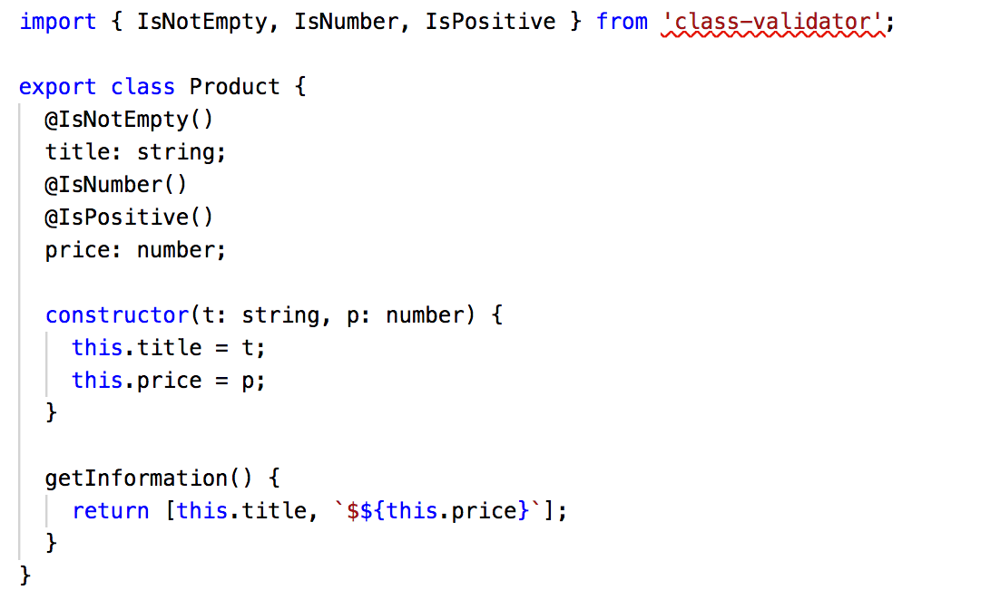 import { IsNotEmpty, IsNumber, IsPositive } from 'class-validator';

export class Product {
  @IsNotEmpty()
  title: string;
  @IsNumber()
  @IsPositive()
  price: number;

  constructor(t: string, p: number) {
    this.title = t;
    this.price = p;
  }

  getInformation() {
    return [this.title, `$${this.price}`];
  }
}